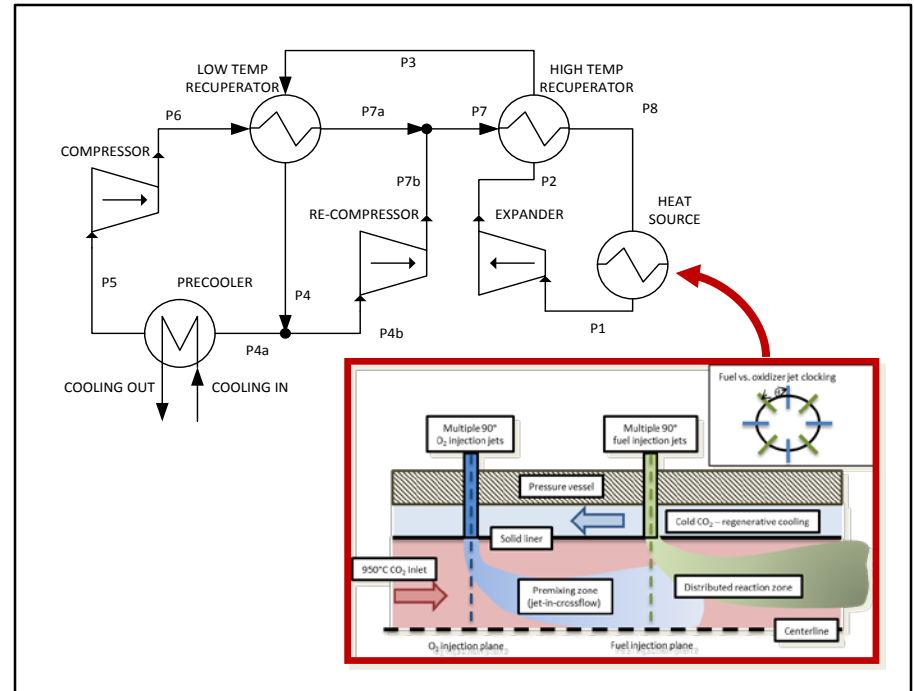 P3
LOW TEMP
RECUPERATOR
HIGH TEMP
RECUPERATOR
P6
P7a
P7
P8
COMPRESSOR
P7b
P2
RE-COMPRESSOR
EXPANDER
HEAT
SOURCE
P5
PRECOOLER
P4
P4a
P4b
P1
COOLING OUT
COOLING IN
Fuel vs. oxidizer jet clocking
θ
Multiple 90°
O₂ injection jets
Multiple 90°
fuel injection jets
Pressure vessel
Cold CO₂ – regenerative cooling
Solid liner
950°C CO₂ Inlet
Premixing zone
(jet-in-crossflow)
Distributed reaction zone
Centerline
O₂ injection plane
Fuel injection plane